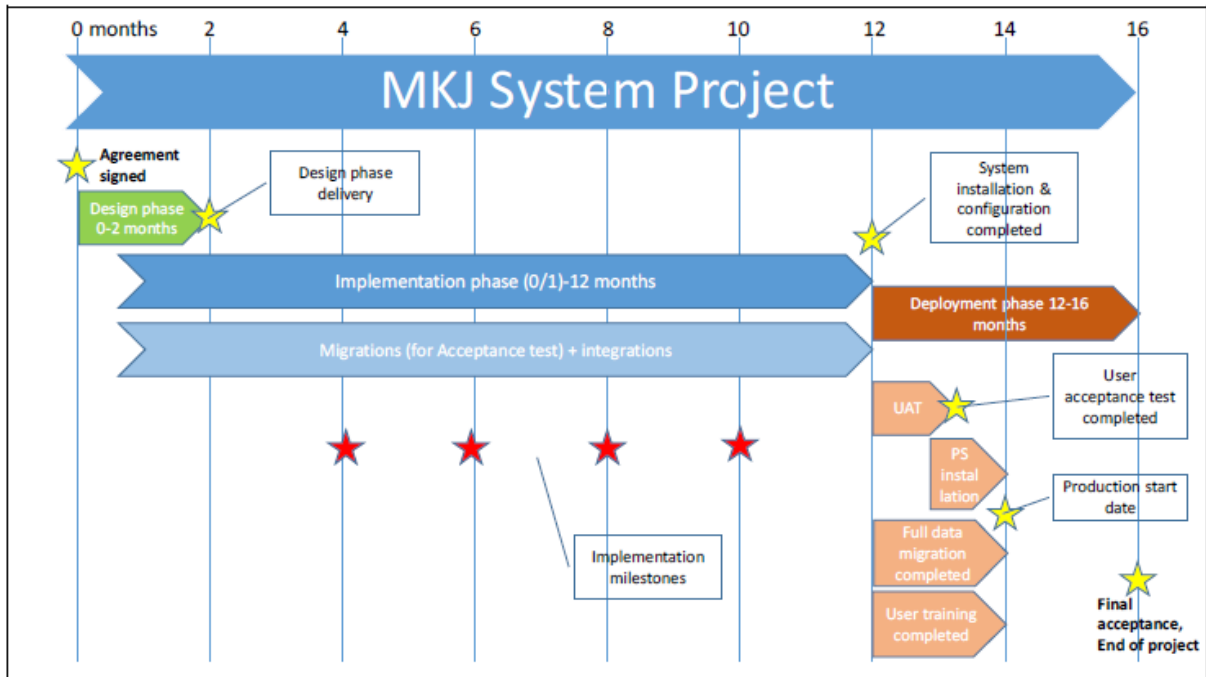 0 months 2 4 6 8 10 12 14 16
MKJ System Project
Agreement
signed
Design phase
delivery
System
installation &
configuration
completed
Design phase
0-2 months
Implementation phase (0/1)-12 months
Deployment phase 12-16
months
Migrations (for Acceptance test) + integrations
UAT
User
acceptance test
completed
PS
instal
lation
Production start
date
Full data
migration
completed
Implementation
milestones
User training
completed
Final
acceptance,
End of project